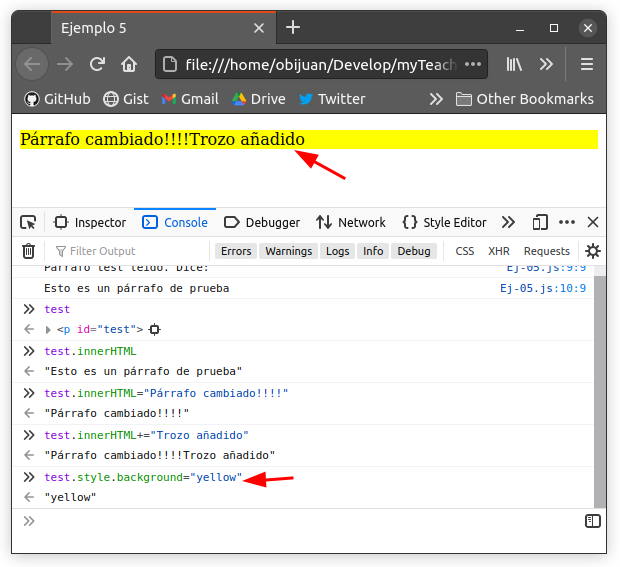 Ejemplo 5
file:///home/obijuan/Develop/myTeach
GitHub Gist Gmail Drive Twitter Other Bookmarks
Párrafo cambiado!!!!Trozo añadido
Inspector Console Debugger Network Style Editor
Filter Output Errors Warnings Logs Info Debug CSS XHR Requests
Párrafo test leído. Dice: Ej-05.js:9:9
Esto es un párrafo de prueba Ej-05.js:10:9
test
<p id="test">
test.innerHTML
"Esto es un párrafo de prueba"
test.innerHTML="Párrafo cambiado!!!!"
"Párrafo cambiado!!!!"
test.innerHTML+="Trozo añadido"
"Párrafo cambiado!!!!Trozo añadido"
test.style.background="yellow"
"yellow"